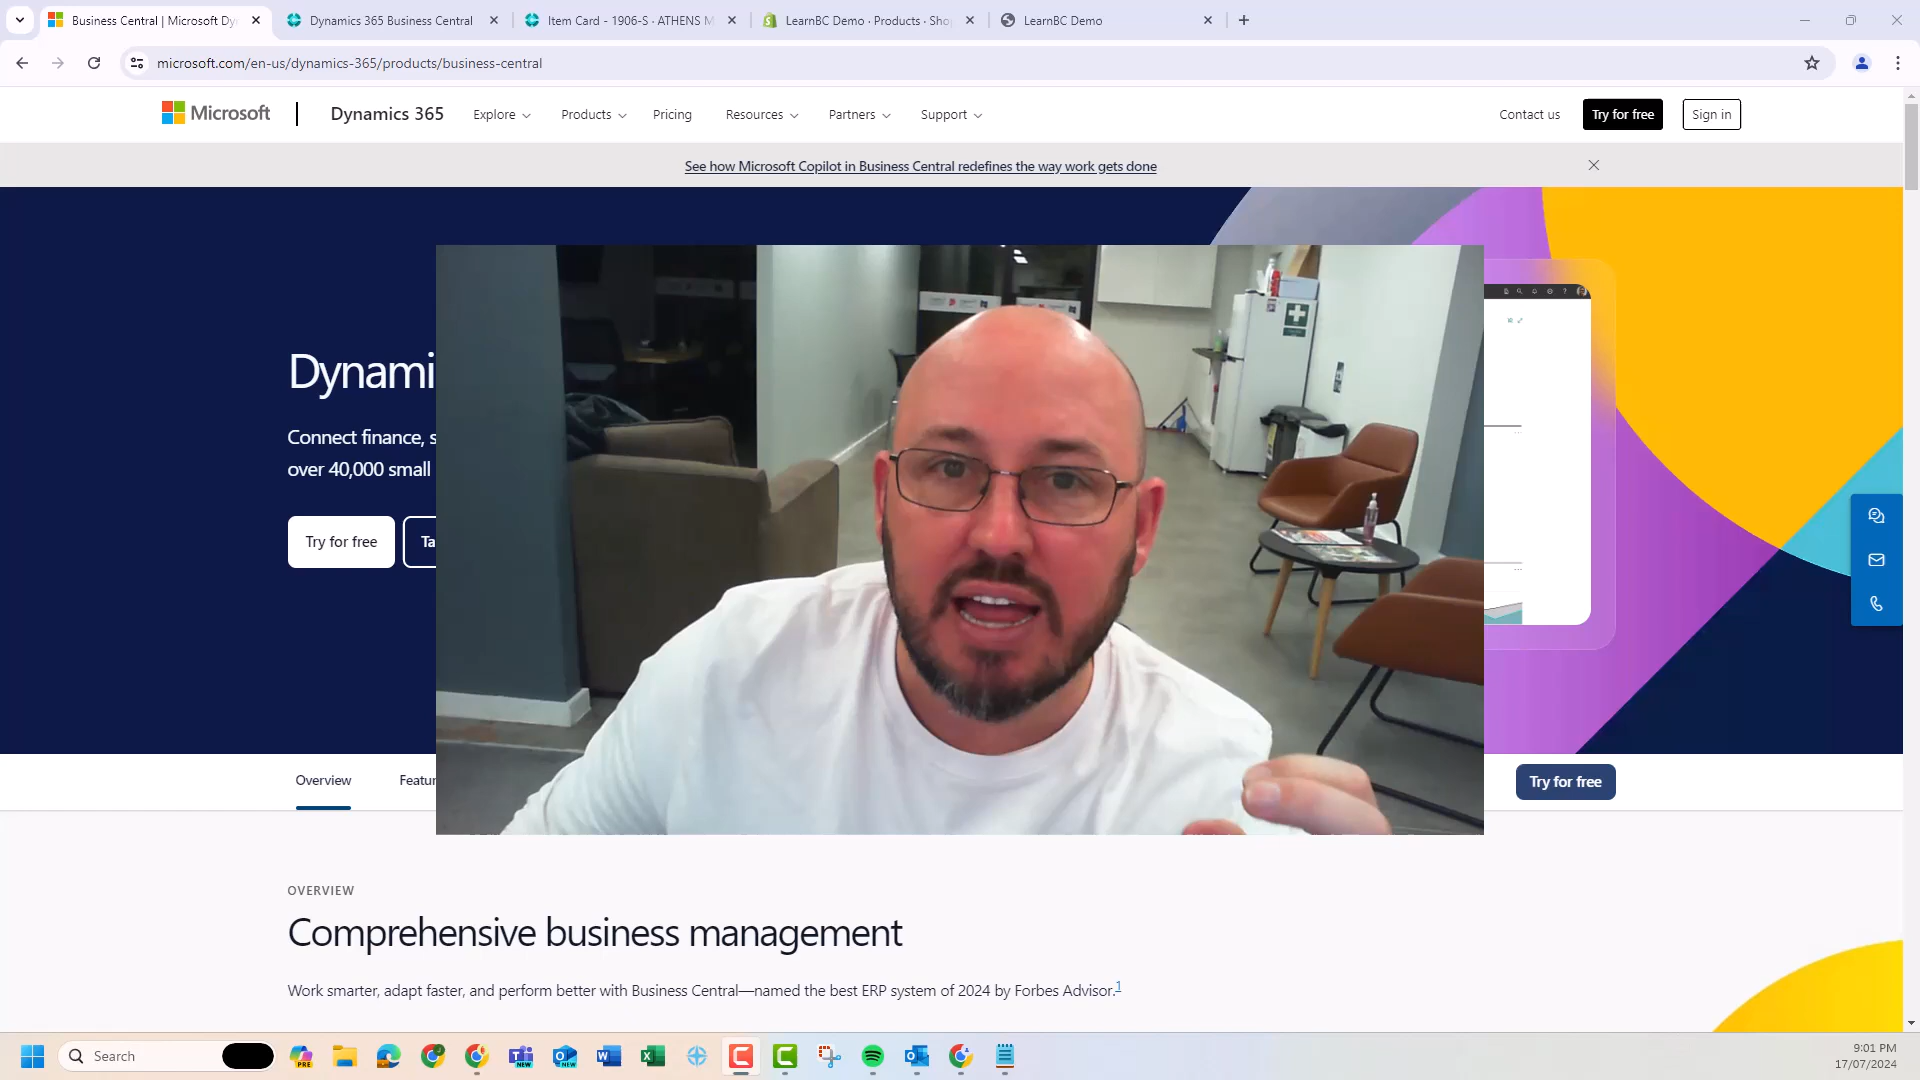 Business Central | Microsoft Dy
Dynamics 365 Business Central
Item Card - 1906-S · ATHENS M
LearnBC Demo · Products · Sho
LearnBC Demo
microsoft.com/en-us/dynamics-365/products/business-central
Microsoft
Dynamics 365
Explore
Products
Pricing
Resources
Partners
Support
Contact us
Try for free
Sign in
See how Microsoft Copilot in Business Central redefines the way work gets done
Dynami
Connect finance, s
over 40,000 small
Try for free
Ta
Overview
Featur
Try for free
OVERVIEW
Comprehensive business management
Work smarter, adapt faster, and perform better with Business Central—named the best ERP system of 2024 by Forbes Advisor.1
Search
PRE
NEW
NEW
9:01 PM
17/07/2024